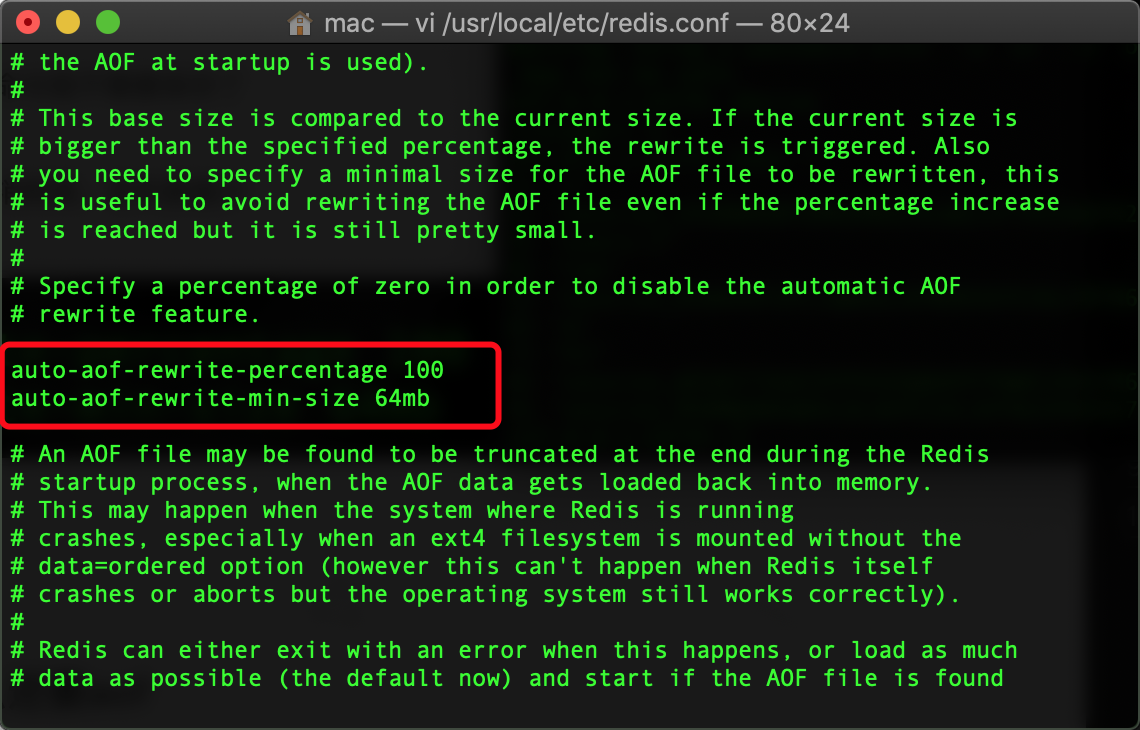 mac — vi /usr/local/etc/redis.conf — 80×24
# the AOF at startup is used).
#
# This base size is compared to the current size. If the current size is
# bigger than the specified percentage, the rewrite is triggered. Also
# you need to specify a minimal size for the AOF file to be rewritten, this
# is useful to avoid rewriting the AOF file even if the percentage increase
# is reached but it is still pretty small.
#
# Specify a percentage of zero in order to disable the automatic AOF
# rewrite feature.
auto-aof-rewrite-percentage 100
auto-aof-rewrite-min-size 64mb
# An AOF file may be found to be truncated at the end during the Redis
# startup process, when the AOF data gets loaded back into memory.
# This may happen when the system where Redis is running
# crashes, especially when an ext4 filesystem is mounted without the
# data=ordered option (however this can't happen when Redis itself
# crashes or aborts but the operating system still works correctly).
#
# Redis can either exit with an error when this happens, or load as much
# data as possible (the default now) and start if the AOF file is found